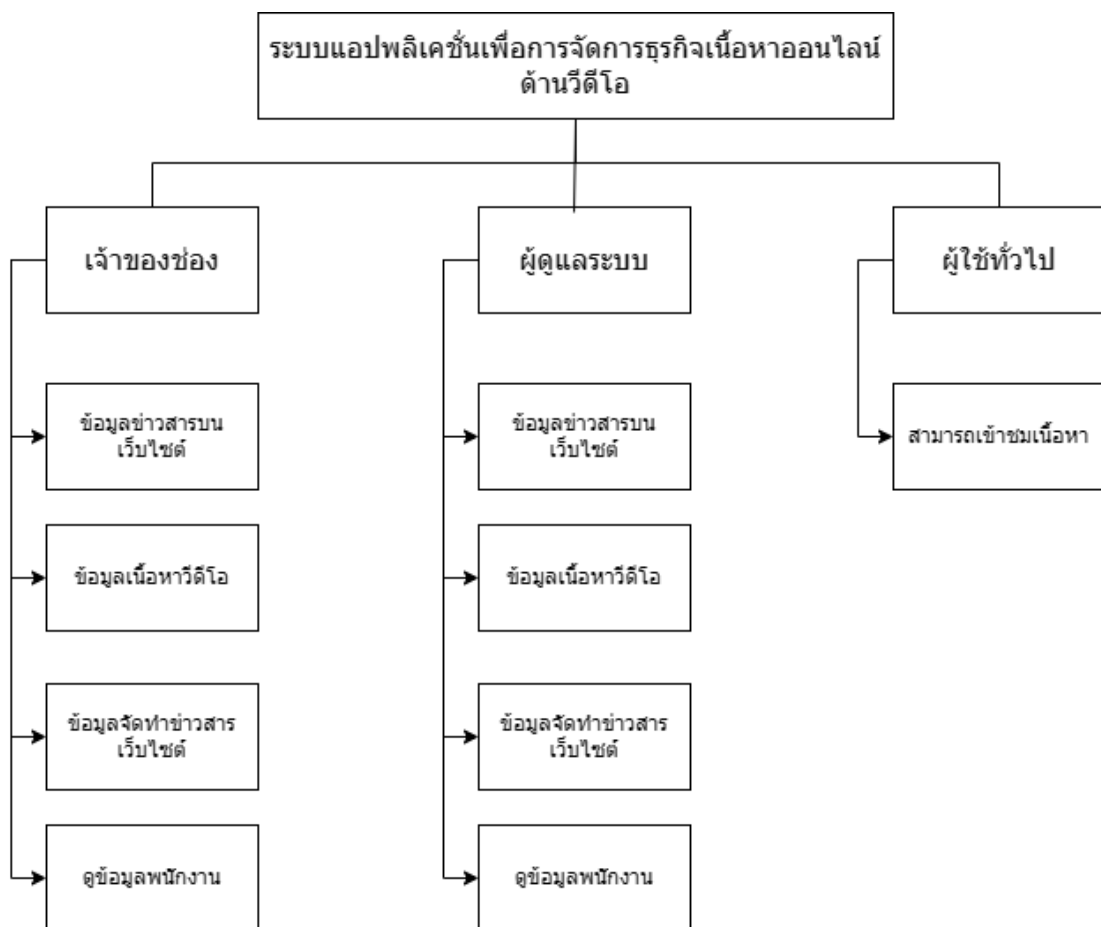 ระบบแอปพลิเคชั่นเพื่อการจัดการธุรกิจเนื้อหาออนไลน์
ด้านวีดีโอ
เจ้าของช่อง
ผู้ดูแลระบบ
ผู้ใช้ทั่วไป
ข้อมูลข่าวสารบน
เว็บไซต์
ข้อมูลข่าวสารบน
เว็บไซต์
สามารถเข้าชมเนื้อหา
ข้อมูลเนื้อหาวีดีโอ
ข้อมูลเนื้อหาวีดีโอ
ข้อมูลจัดทำข่าวสาร
เว็บไซต์
ข้อมูลจัดทำข่าวสาร
เว็บไซต์
ดูข้อมูลพนักงาน
ดูข้อมูลพนักงาน